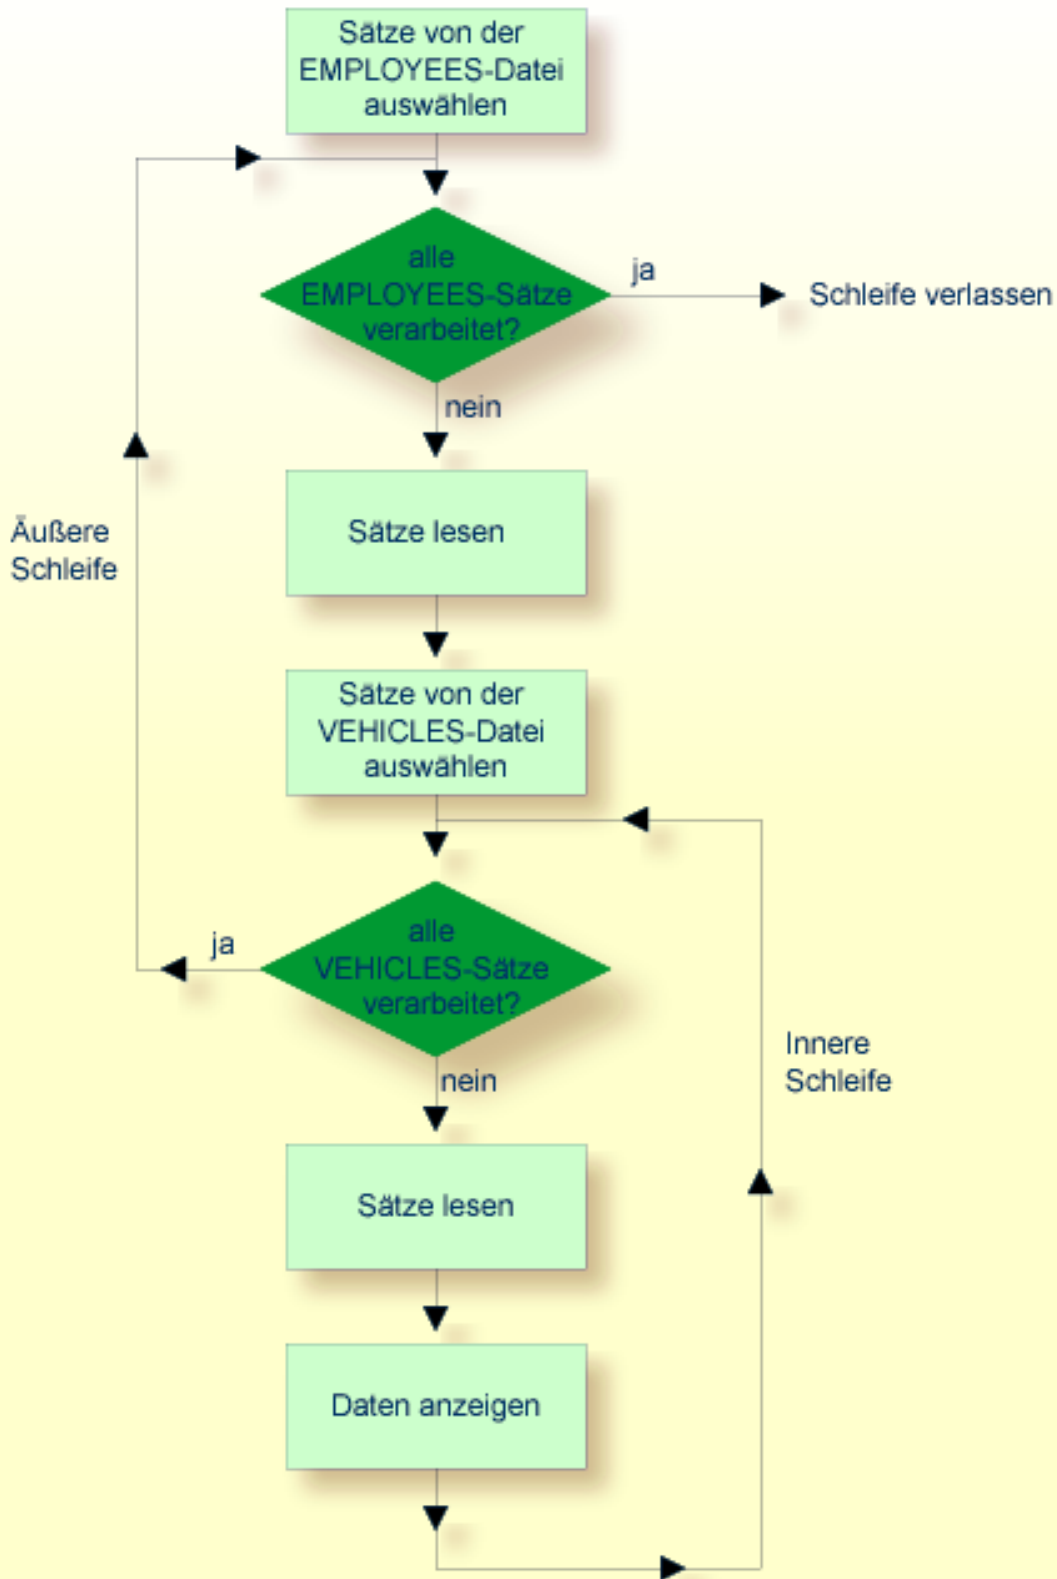 Sätze von der
EMPLOYEES-Datei
auswählen
alle
EMPLOYEES-Sätze
verarbeitet?
ja
Schleife verlassen
nein
Sätze lesen
Äußere
Schleife
Sätze von der
VEHICLES-Datei
auswählen
alle
VEHICLES-Sätze
verarbeitet?
ja
nein
Innere
Schleife
Sätze lesen
Daten anzeigen